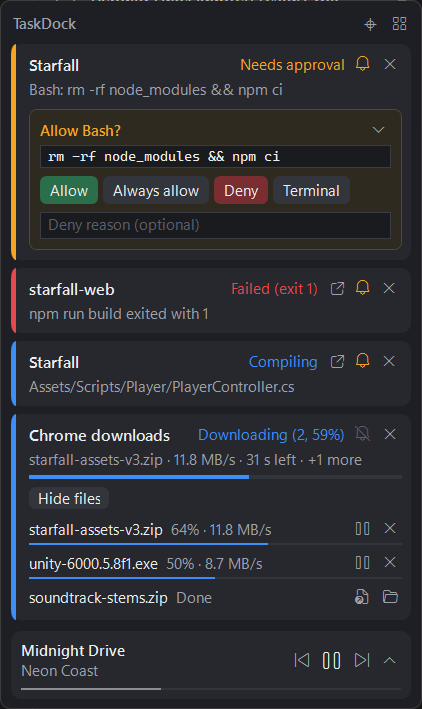 TaskDock
Starfall Needs approval
Bash: rm -rf node_modules && npm ci
Allow Bash?
rm -rf node_modules && npm ci
Allow Always allow Deny Terminal
Deny reason (optional)
starfall-web Failed (exit 1)
npm run build exited with 1
Starfall Compiling
Assets/Scripts/Player/PlayerController.cs
Chrome downloads Downloading (2, 59%)
starfall-assets-v3.zip · 11.8 MB/s · 31 s left · +1 more
Hide files
starfall-assets-v3.zip 64% · 11.8 MB/s
unity-6000.5.8f1.exe 50% · 8.7 MB/s
soundtrack-stems.zip Done
Midnight Drive
Neon Coast